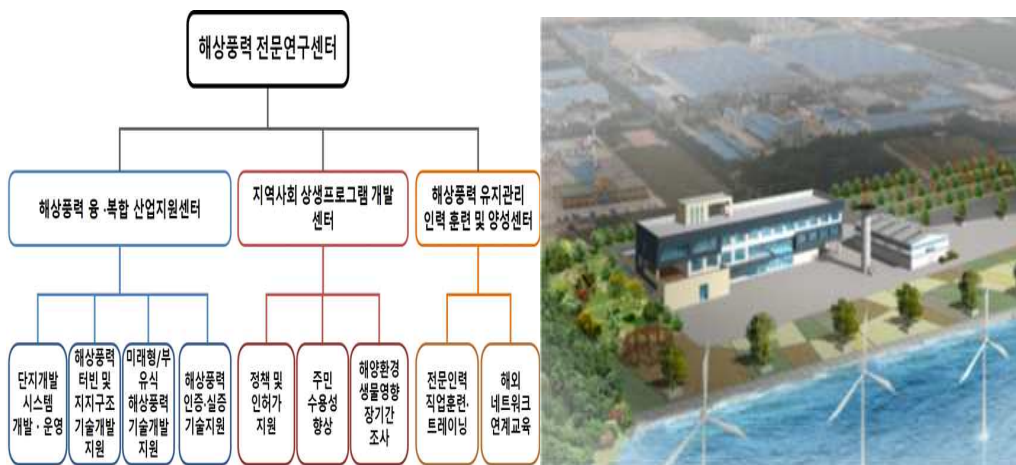 해상풍력 전문연구센터
해상풍력 융·복합 산업지원센터
지역사회 상생프로그램 개발
센터
해상풍력 유지관리
인력 훈련 및 양성센터
단지개발
시스템
개발·운영
해상풍력
터빈 및
지지구조
기술개발
지원
미래형/부
유식
해상풍력
기술개발
지원
해상풍력
인증·실증
기술지원
정책 및
인허가
지원
주민
수용성
향상
해양환경
생물영향
장기간
조사
전문인력
직업훈련·
트레이닝
해외
네트워크
연계교육